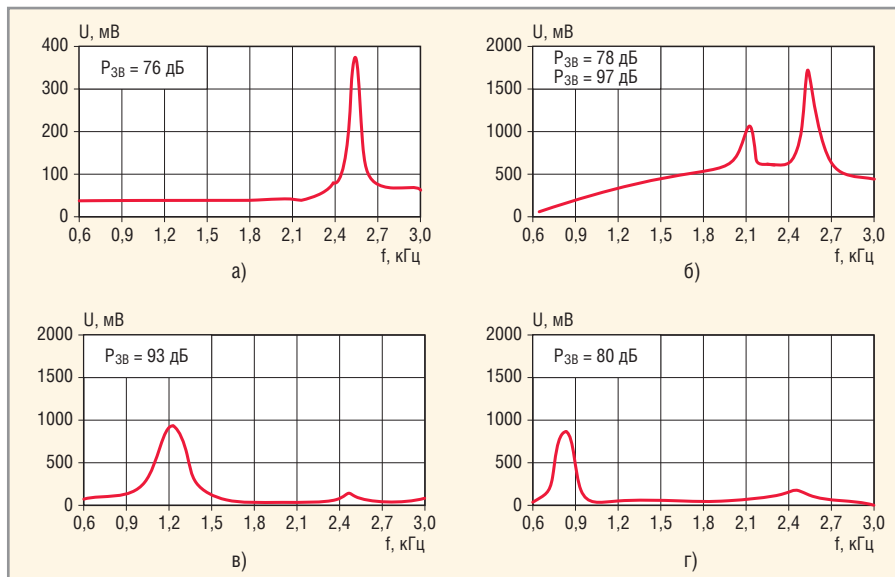 U, мВ
400
300
200
100
0
PЗВ = 76 дБ
0,6 0,9 1,2 1,5 1,8 2,1 2,4 2,7 3,0
f, кГц
а)
U, мВ
2000
1500
1000
500
0
PЗВ = 78 дБ
PЗВ = 97 дБ
0,6 0,9 1,2 1,5 1,8 2,1 2,4 2,7 3,0
f, кГц
б)
U, мВ
2000
1500
1000
500
0
PЗВ = 93 дБ
0,6 0,9 1,2 1,5 1,8 2,1 2,4 2,7 3,0
f, кГц
в)
U, мВ
2000
1500
1000
500
0
PЗВ = 80 дБ
0,6 0,9 1,2 1,5 1,8 2,1 2,4 2,7 3,0
f, кГц
г)